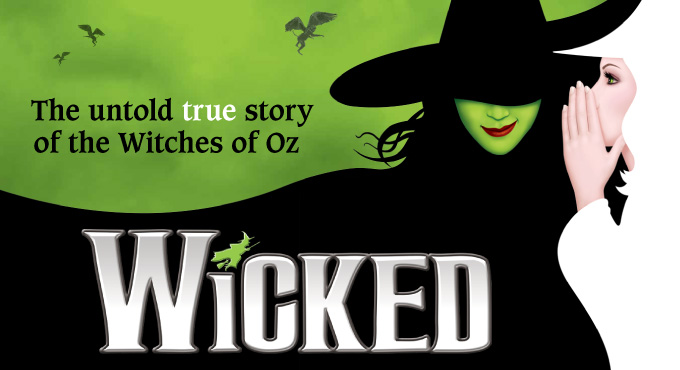 The untold true story
of the Witches of Oz
WICKED